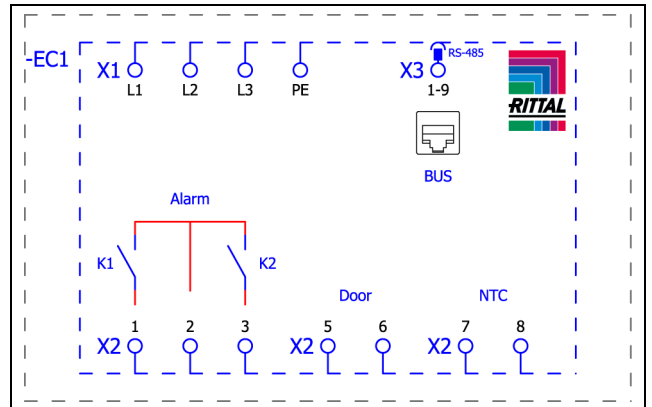 -EC1
X1
L1 L2 L3 PE
X3
RS-485
1-9
RITTAL
BUS
Alarm
K1
K2
Door
NTC
X2 1 2 3
X2 5 6
X2 7 8